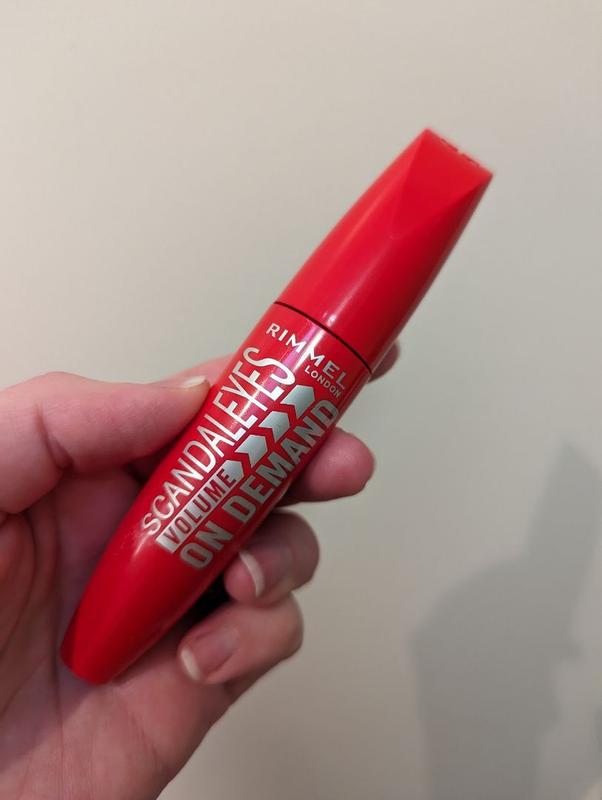 RIMMEL
LONDON
SCANDALEYES
VOLUME
ON DEMAND